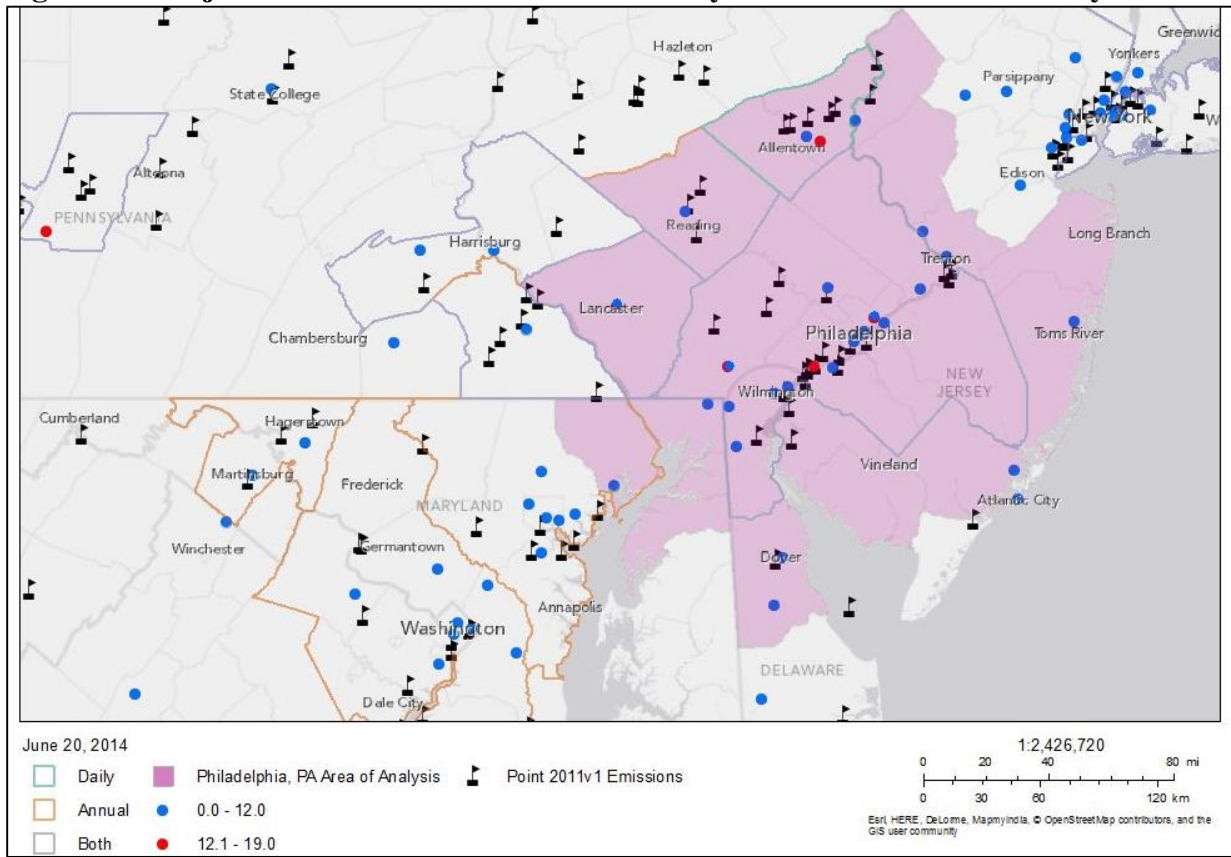 Hazleton
Greenwic
Yonkers
Parsippany
State College
New York
W
Allentown
Altoona
Edison
PENNSYLVANIA
Reading
Long Branch
Harrisburg
Trenton
Lancaster
Chambersburg
Philadelphia
Toms River
NEW
JERSEY
Wilmington
Cumberland
Hagerstown
Martinsburg
Frederick
MARYLAND
Vineland
Atlantic City
Winchester
Germantown
Dover
Annapolis
Washington
DELAWARE
Dale City
June 20, 2014
1:2,426,720
Daily Philadelphia, PA Area of Analysis Point 2011v1 Emissions
0 20 40 80 mi
Annual 0.0 - 12.0
0 30 60 120 km
Both 12.1 - 19.0
Esri, HERE, DeLorme, MapmyIndia, © OpenStreetMap contributors, and the
GIS user community